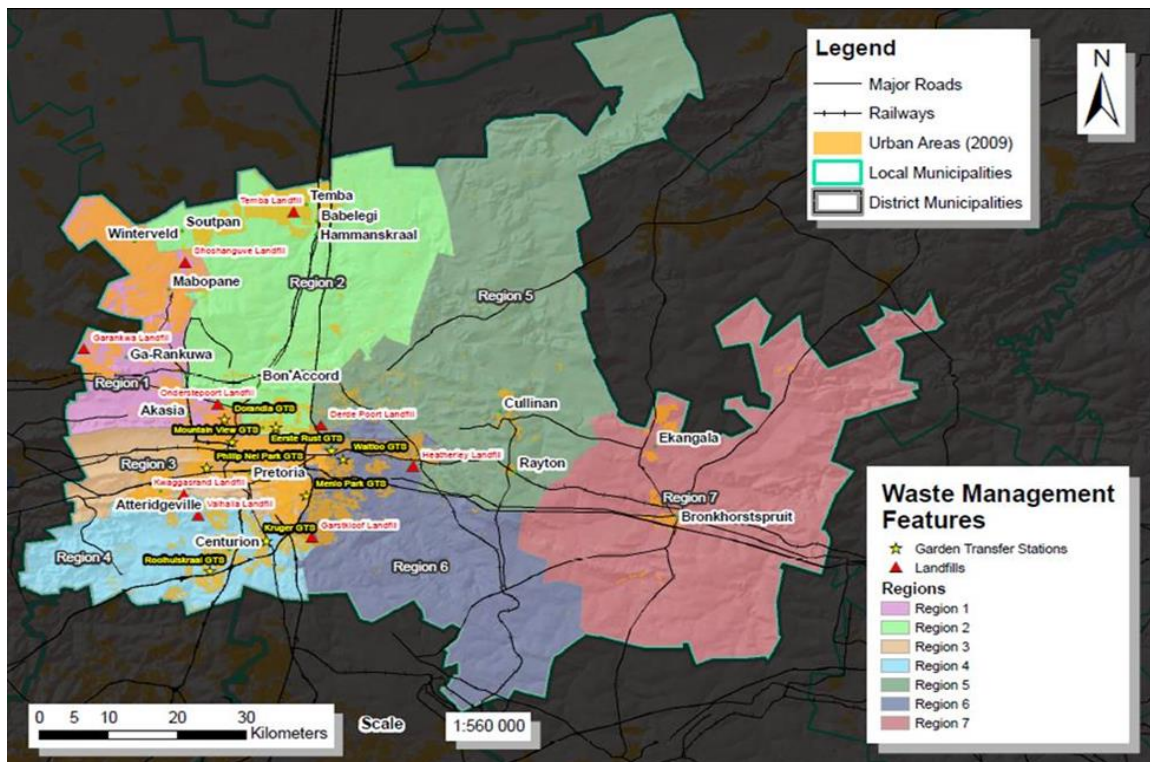 Legend
Major Roads
Railways
Urban Areas (2009)
Local Municipalities
District Municipalities
N
Temba
Temba Landfill
Babelegi
Soutpan
Hammanskraal
Winterveld
Shoshanguve Landfill
Mabopane
Region 2
Region 5
Garankwa Landfill
Ga-Rankuwa
Bon Accord
Region 1
Onderstepoort Landfill
Cullinan
Akasia
Dorandia GTS
Derde Poort Landfill
Mountain View GTS
Eerste Rust GTS
Ekangala
Waltloo GTS
Phillip Nel Park GTS
Heatherley Landfill
Region 3
Rayton
Pretoria
Kwaggasrand Landfill
Menlo Park GTS
Region 7
Atteridgeville
Valhalla Landfill
Bronkhorstspruit
Kruger GTS
Garstkloof Landfill
Centurion
Region 4
Rooihuiskraal GTS
Region 6
Waste Management
Features
Garden Transfer Stations
Landfills
Regions
Region 1
Region 2
Region 3
Region 4
Region 5
Region 6
Region 7
0 5 10 20 30
Kilometers
Scale
1:560 000